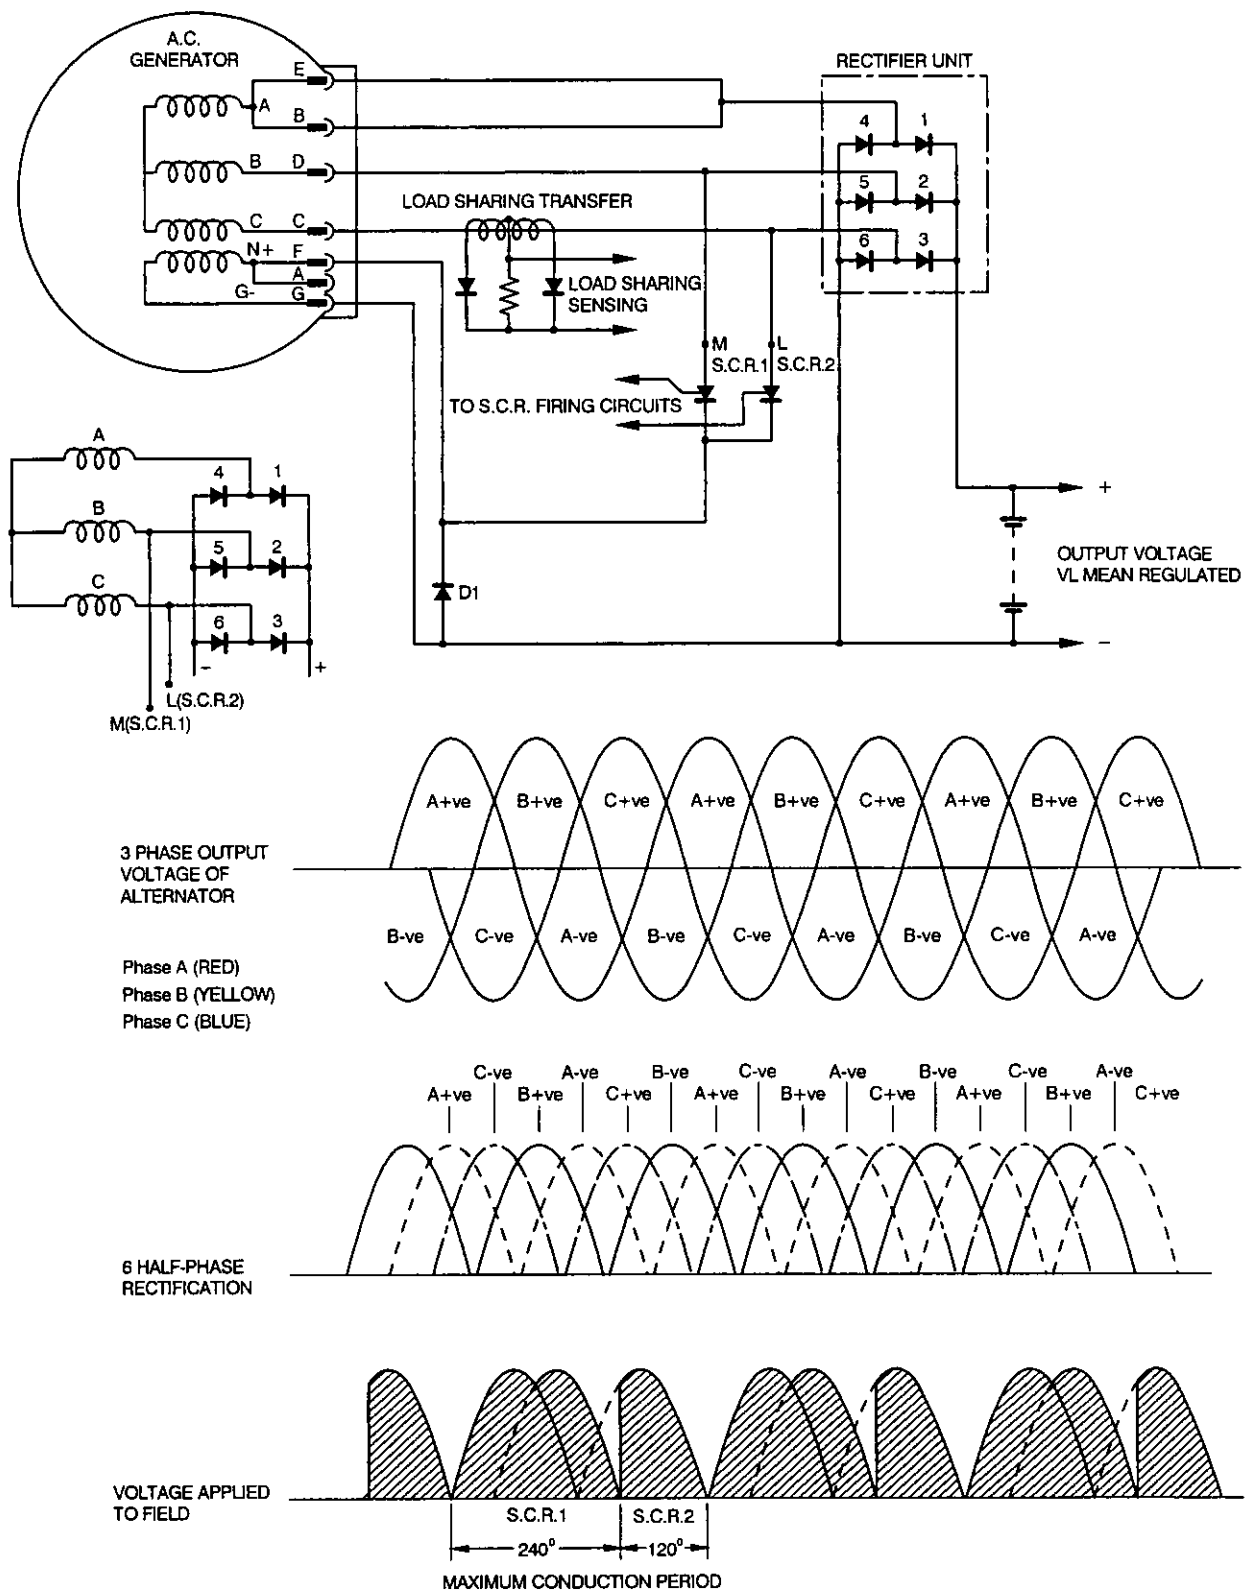 A.C.
GENERATOR
E
A
B
B
D
C
C
N+
F
A
G-
G
RECTIFIER UNIT
4
1
5
2
6
3
LOAD SHARING TRANSFER
LOAD SHARING
SENSING
M
S.C.R.1
L
S.C.R.2
TO S.C.R. FIRING CIRCUITS
D1
+
OUTPUT VOLTAGE
VL MEAN REGULATED
-
A
4
1
B
5
2
C
6
3
-
+
L(S.C.R.2)
M(S.C.R.1)
A+ve B+ve C+ve A+ve B+ve C+ve A+ve B+ve C+ve
3 PHASE OUTPUT
VOLTAGE OF
ALTERNATOR
B-ve C-ve A-ve B-ve C-ve A-ve B-ve C-ve A-ve
Phase A (RED)
Phase B (YELLOW)
Phase C (BLUE)
C-ve A-ve B-ve C-ve A-ve B-ve C-ve A-ve
A+ve B+ve C+ve A+ve B+ve C+ve A+ve B+ve C+ve
6 HALF-PHASE
RECTIFICATION
VOLTAGE APPLIED
TO FIELD
S.C.R.1 S.C.R.2
240° 120°
MAXIMUM CONDUCTION PERIOD